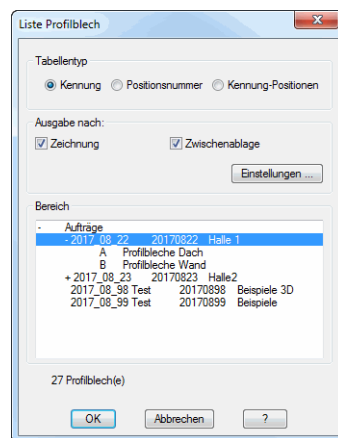 Liste Profilblech
Tabellentyp
Kennung Positionsnummer Kennung-Positionen
Ausgabe nach:
Zeichnung Zwischenablage
Einstellungen ...
Bereich
- Aufträge
- 2017_08_22 20170822 Halle 1
A Profilbleche Dach
B Profilbleche Wand
+ 2017_08_23 20170823 Halle2
2017_08_98 Test 20170898 Beispiele 3D
2017_08_99 Test 20170899 Beispiele
27 Profilblech(e)
OK Abbrechen ?